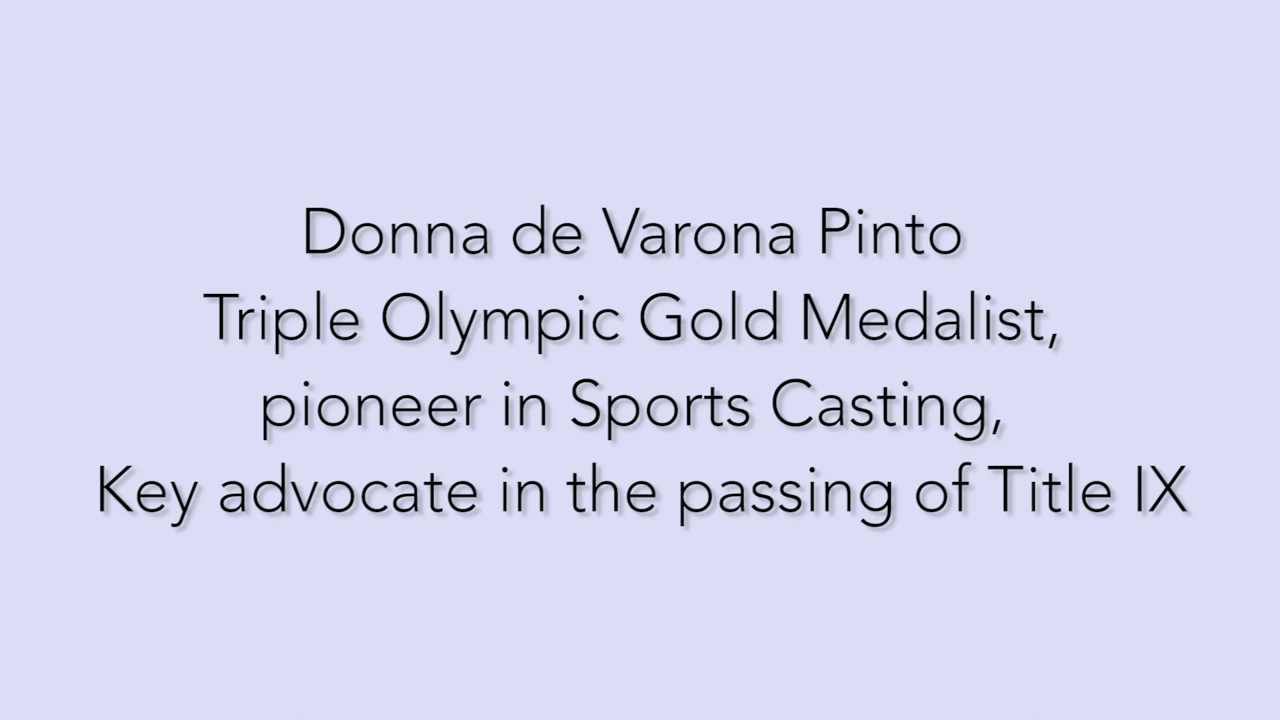 Donna de Varona Pinto
Triple Olympic Gold Medalist,
pioneer in Sports Casting,
Key advocate in the passing of Title IX